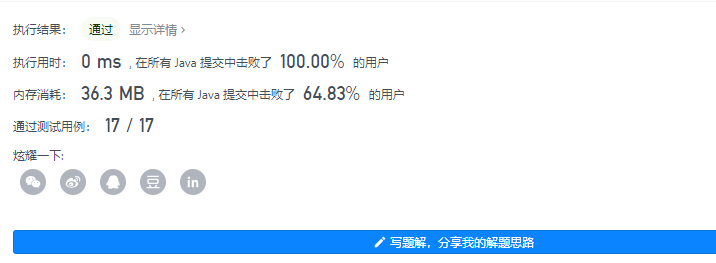 执行结果： 通过 显示详情 >
执行用时： 0 ms , 在所有 Java 提交中击败了 100.00% 的用户
内存消耗： 36.3 MB , 在所有 Java 提交中击败了 64.83% 的用户
通过测试用例： 17 / 17
炫耀一下:
豆 in
写题解，分享我的解题思路